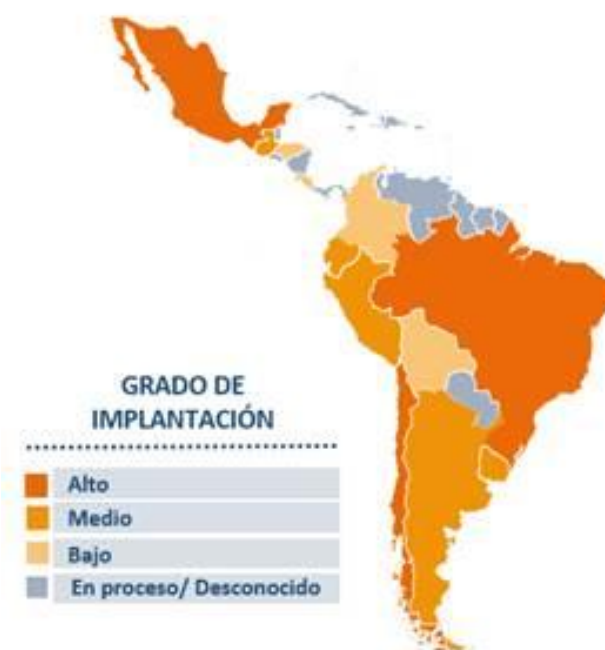 GRADO DE
IMPLANTACIÓN
Alto
Medio
Bajo
En proceso/ Desconocido